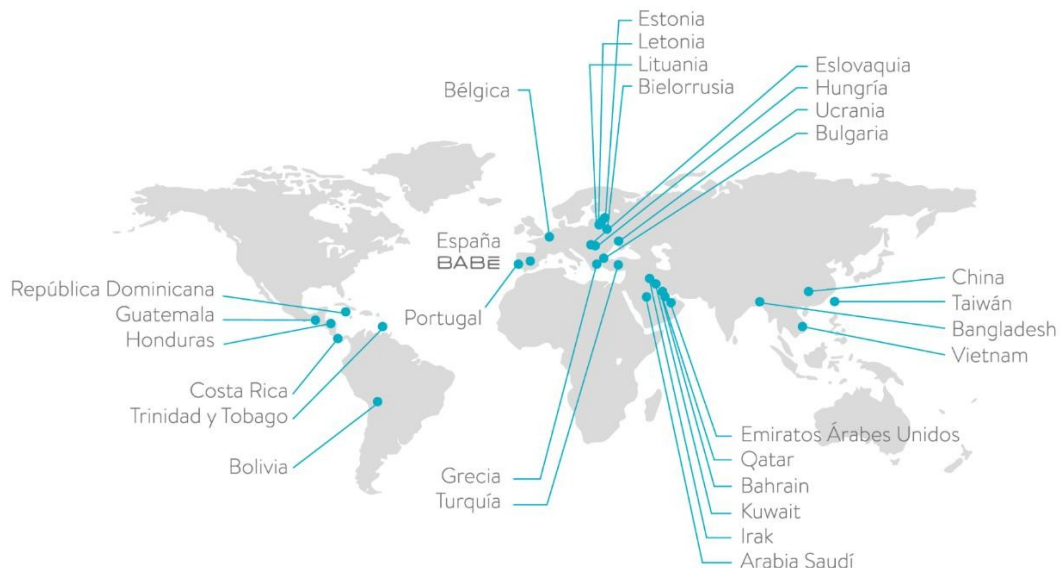 Estonia
Letonia
Lituania
Bielorrusia
Bélgica
Eslovaquia
Hungría
Ucrania
Bulgaria
España
BABÉ
Portugal
República Dominicana
Guatemala
Honduras
Costa Rica
Trinidad y Tobago
Bolivia
Grecia
Turquía
China
Taiwán
Bangladesh
Vietnam
Emiratos Árabes Unidos
Qatar
Bahrain
Kuwait
Irak
Arabia Saudí